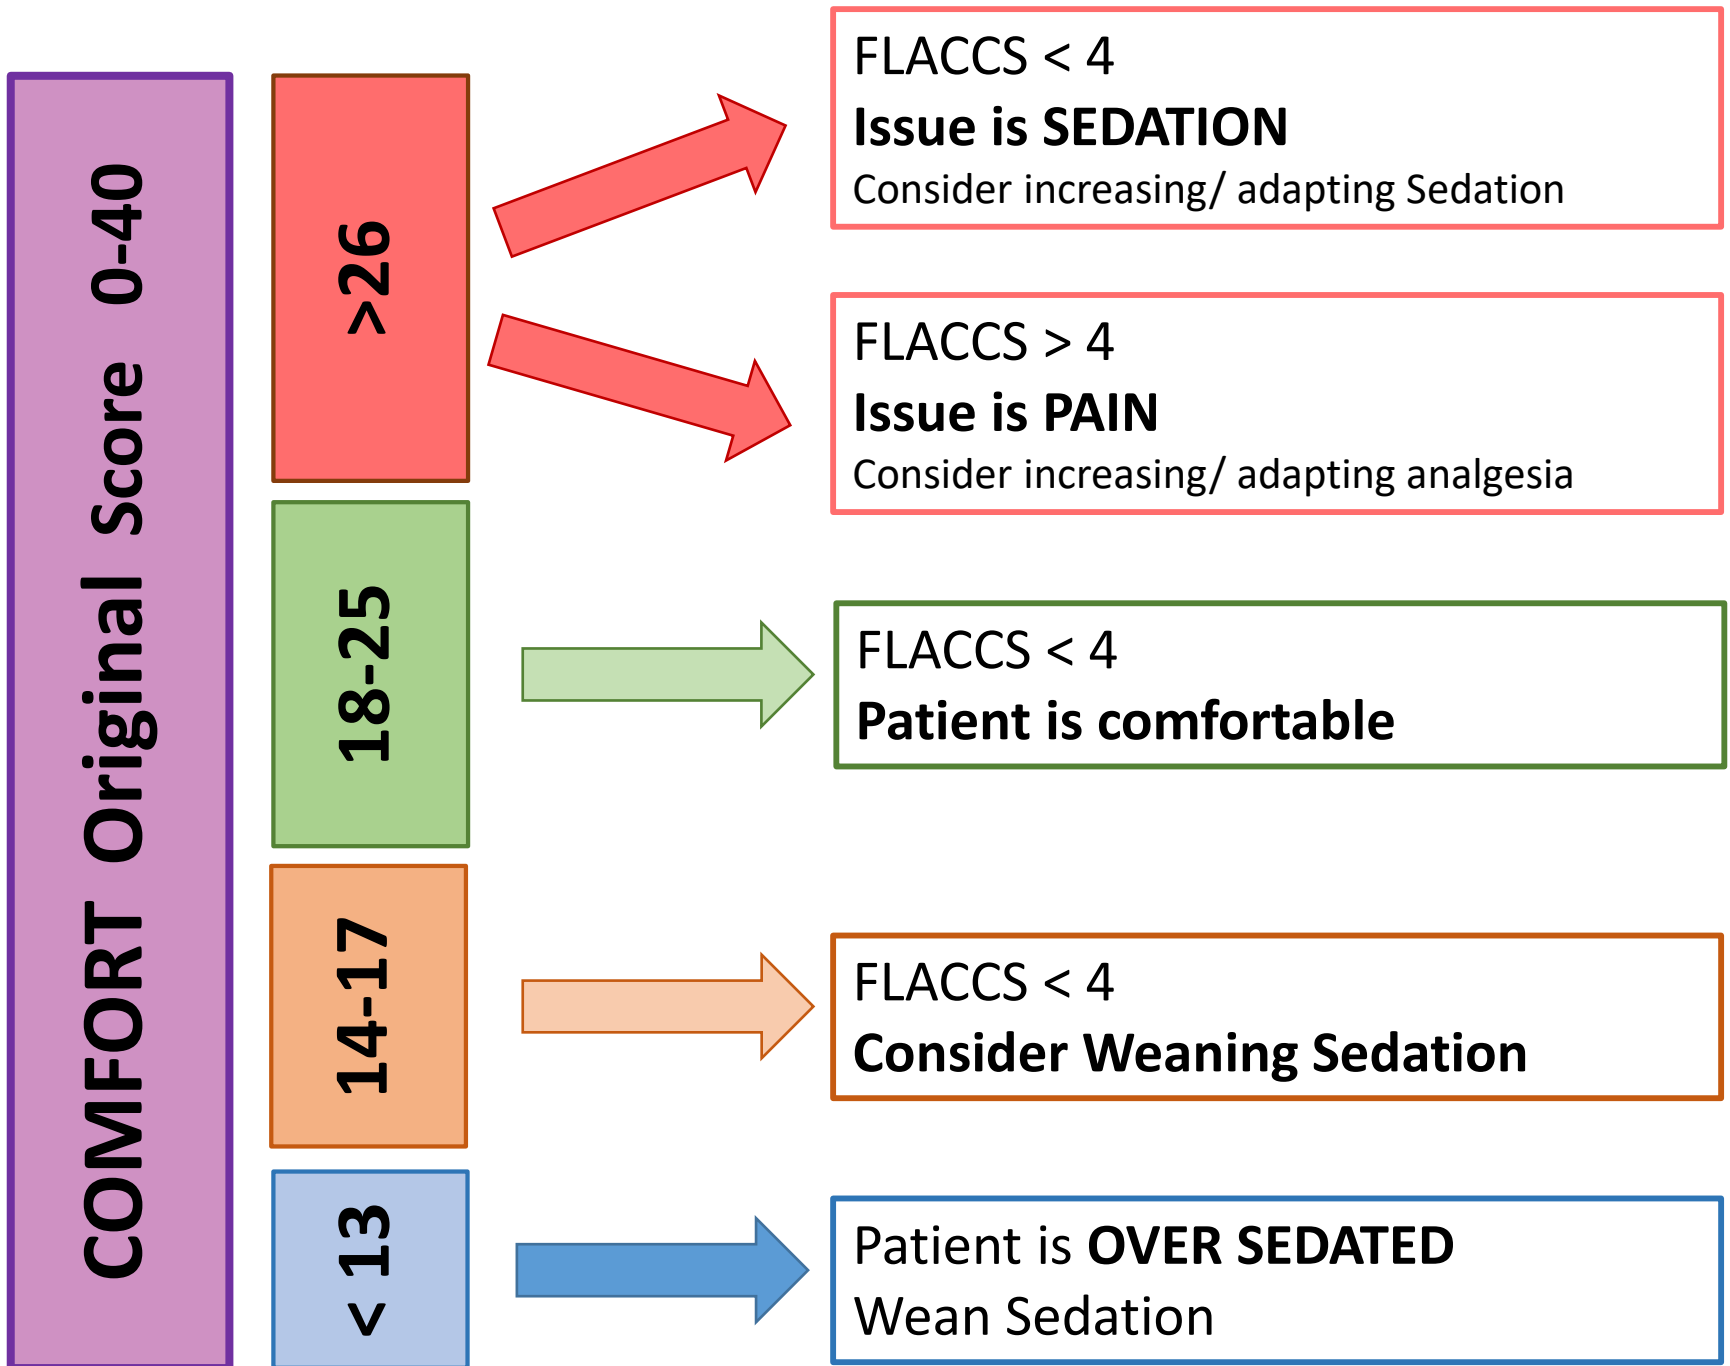 COMFORT Original Score 0-40
>26
FLACCS < 4
Issue is SEDATION
Consider increasing/ adapting Sedation
FLACCS > 4
Issue is PAIN
Consider increasing/ adapting analgesia
18-25
FLACCS < 4
Patient is comfortable
14-17
FLACCS < 4
Consider Weaning Sedation
< 13
Patient is OVER SEDATED
Wean Sedation